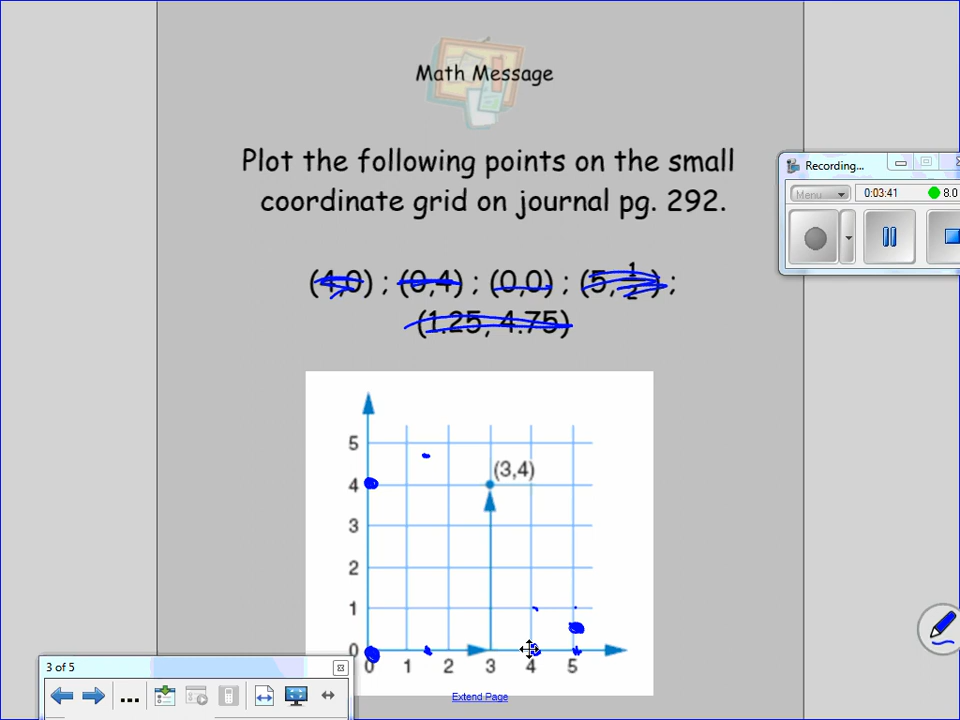 Math Message
Plot the following points on the small
coordinate grid on journal pg. 292.
Recording...
Menu
0:03:41
8.0
(4,0) ; (0,4) ; (0,0) ; (5, 1/2) ;
(1.25, 4.75)
5
(3,4)
4
3
2
1
0
0 1 2 3 4 5
3 of 5
Extend Page